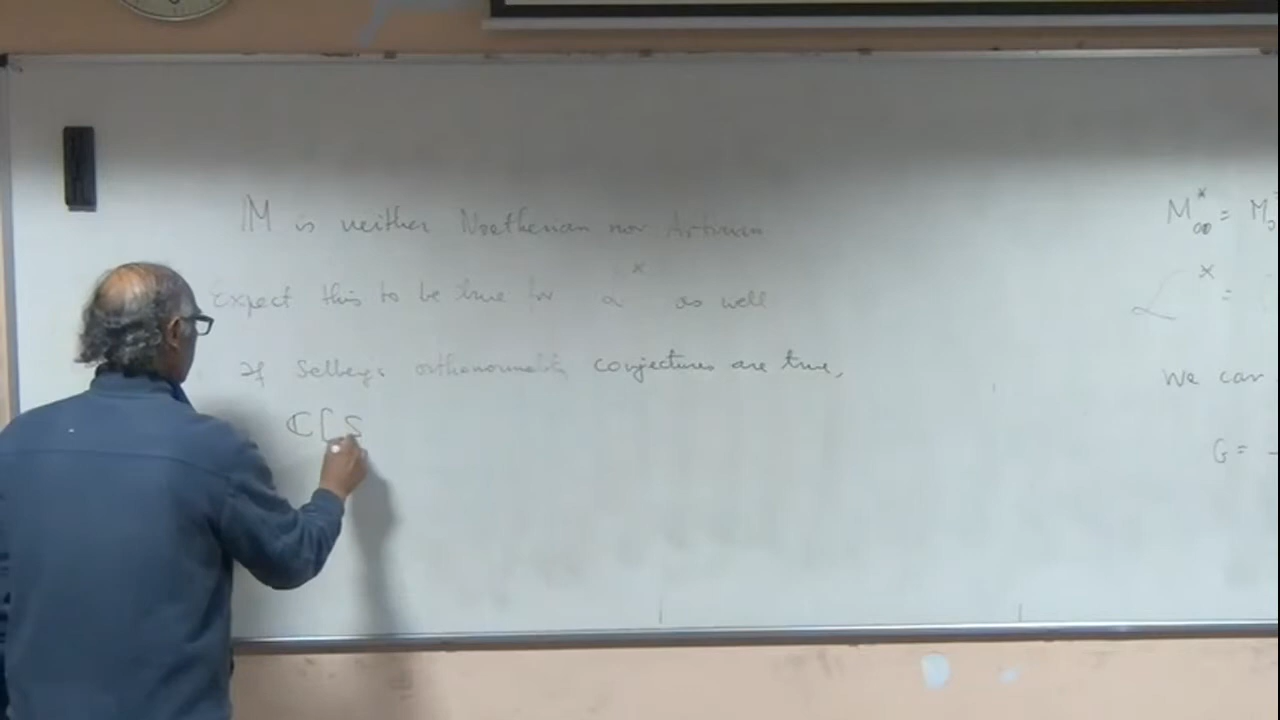 M is neither Noetherian nor Artinian
Expect this to be true for x as well
If Selberg's orthonormality conjectures are true,
ℂ[S
M*∞ = M
x =
We can
G = -